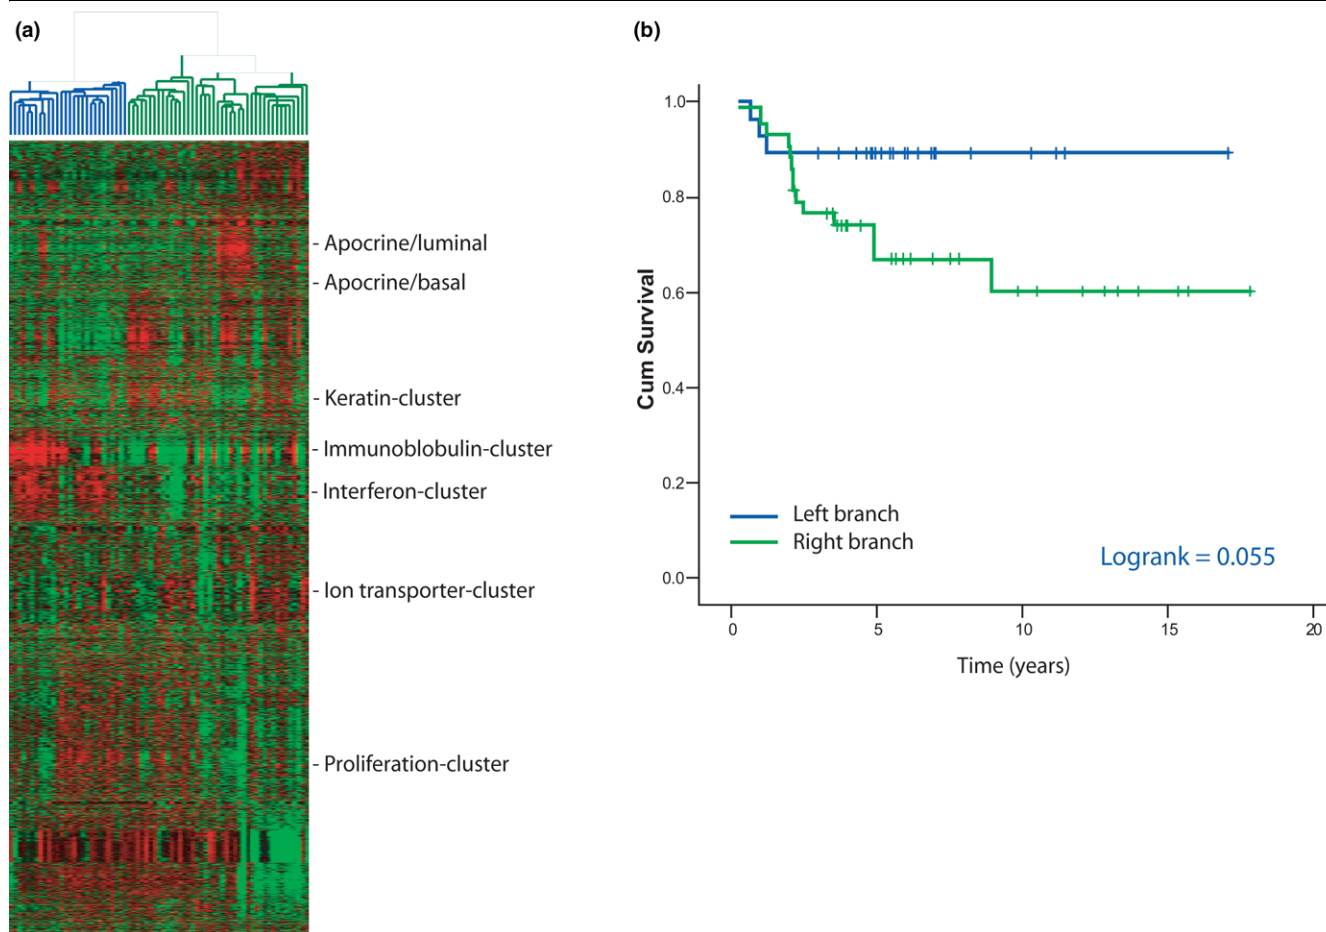 (a)
- Apocrine/luminal
- Apocrine/basal
- Keratin-cluster
- Immunoblobulin-cluster
- Interferon-cluster
- Ion transporter-cluster
- Proliferation-cluster
(b)
Cum Survival
1.0
0.8
0.6
0.4
0.2
0.0
Left branch
Right branch
Logrank = 0.055
0 5 10 15 20
Time (years)